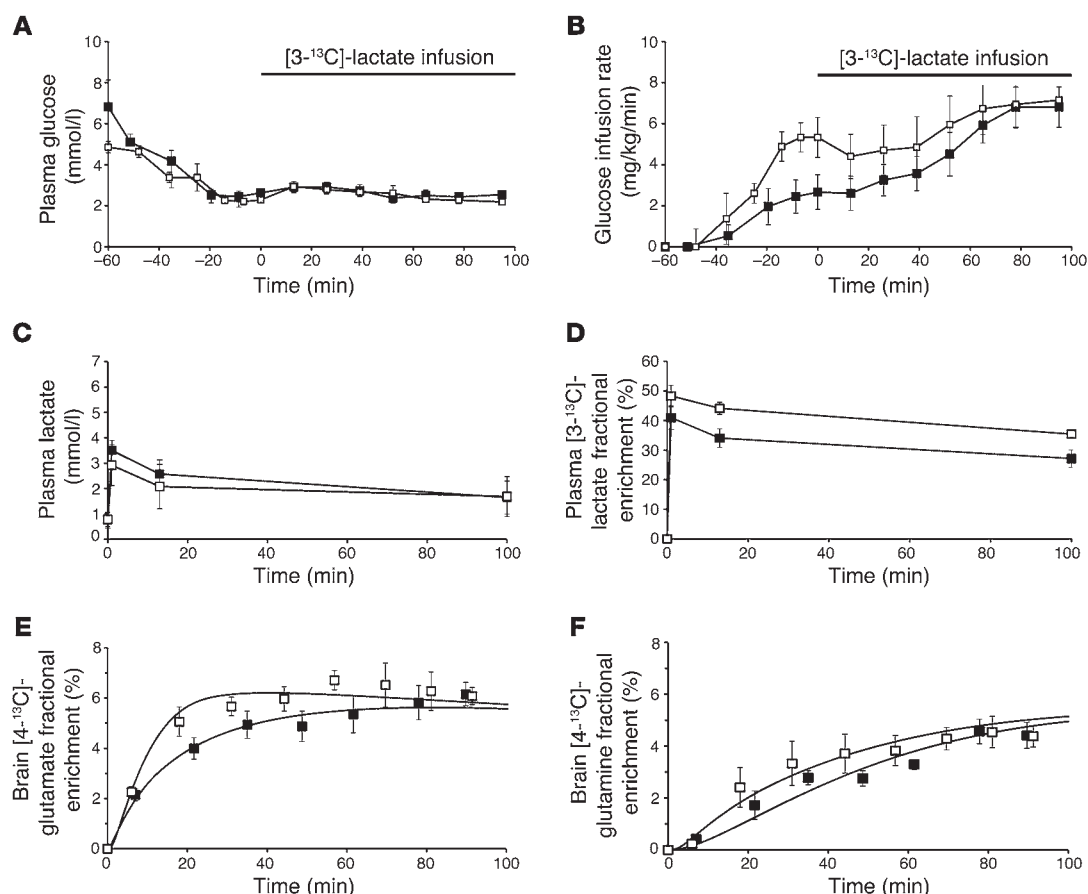 A
[3-¹³C]-lactate infusion
Plasma glucose
(mmol/l)
10
8
6
4
2
0
–60 –40 –20 0 20 40 60 80 100
Time (min)
B
[3-¹³C]-lactate infusion
Glucose infusion rate
(mg/kg/min)
10
8
6
4
2
0
–60 –40 –20 0 20 40 60 80 100
Time (min)
C
Plasma lactate
(mmol/l)
7
6
5
4
3
2
1
0
0 20 40 60 80 100
Time (min)
D
Plasma [3-¹³C]-
lactate fractional
enrichment (%)
60
50
40
30
20
10
0
0 20 40 60 80 100
Time (min)
E
Brain [4-¹³C]-
glutamate fractional
enrichment (%)
8
6
4
2
0
0 20 40 60 80 100
Time (min)
F
Brain [4-¹³C]-
glutamine fractional
enrichment (%)
8
6
4
2
0
0 20 40 60 80 100
Time (min)